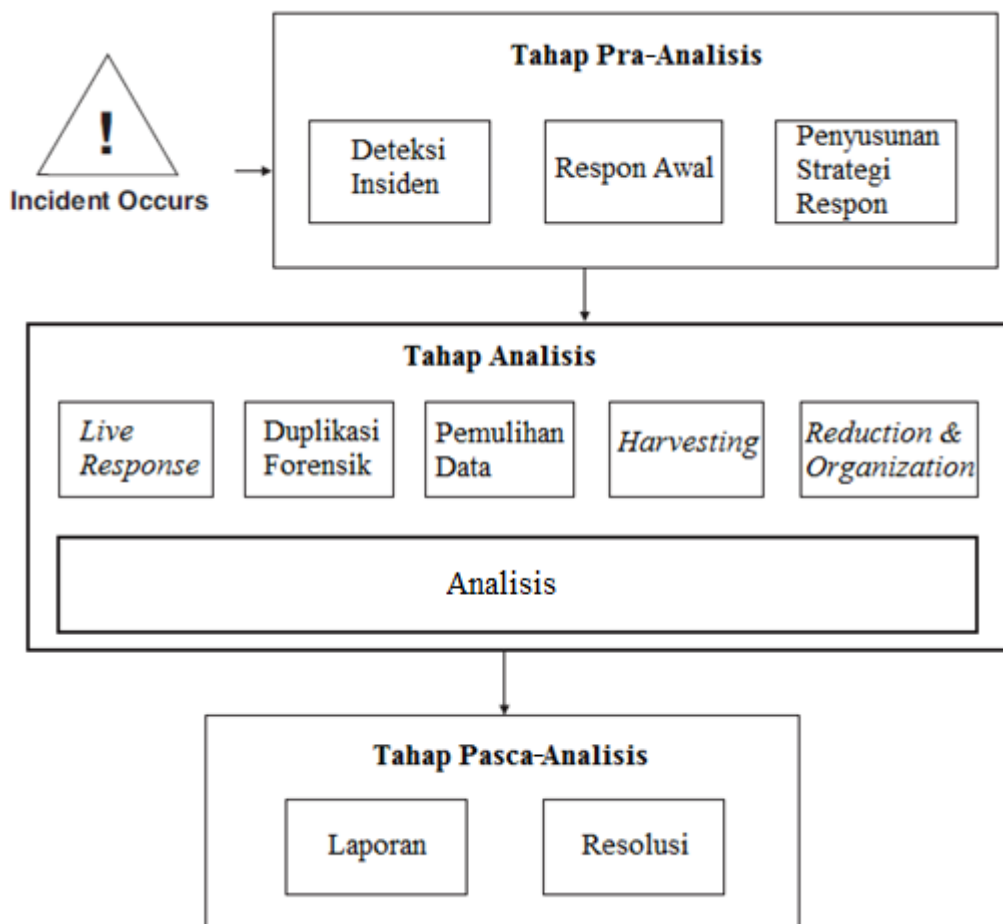 Tahap Pra-Analisis
!
Incident Occurs
Deteksi
Insiden
Respon Awal
Penyusunan
Strategi
Respon
Tahap Analisis
Live
Response
Duplikasi
Forensik
Pemulihan
Data
Harvesting
Reduction &
Organization
Analisis
Tahap Pasca-Analisis
Laporan
Resolusi